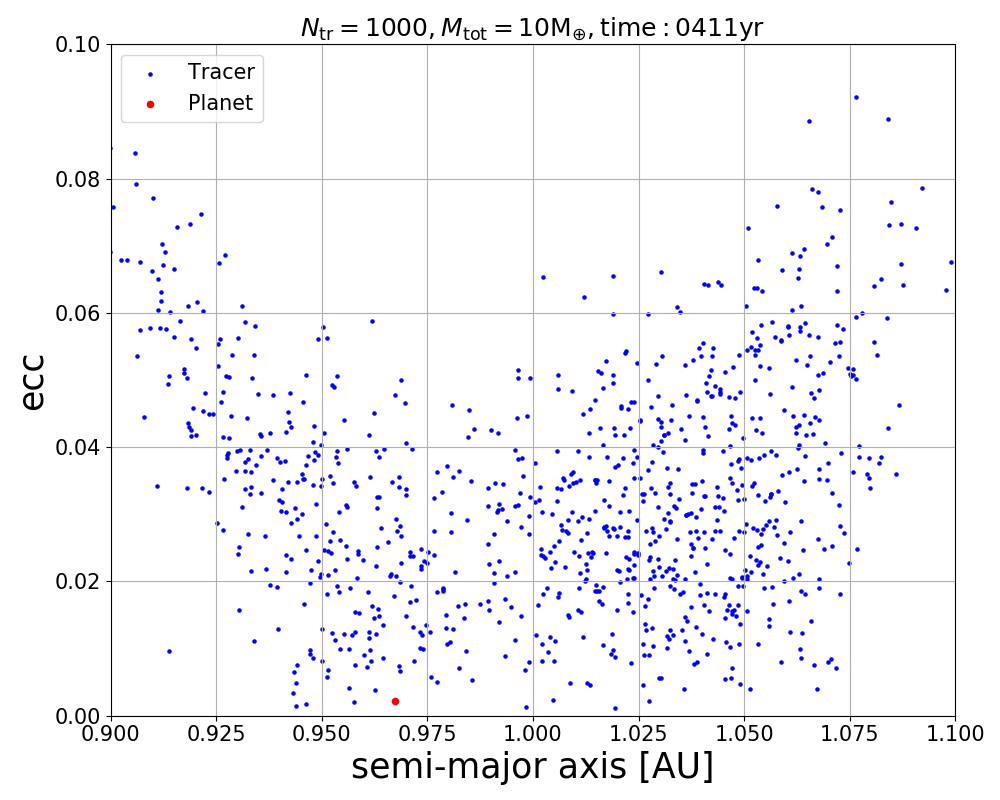 N_tr = 1000, M_tot = 10M_⊕, time : 0411yr
Tracer
Planet
0.10
0.08
0.06
0.04
0.02
0.00
ecc
0.900 0.925 0.950 0.975 1.000 1.025 1.050 1.075 1.100
semi-major axis [AU]